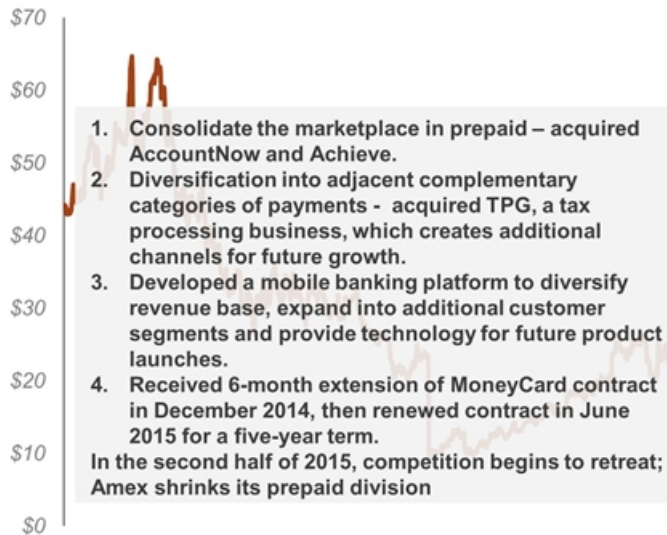 $70
$60
$50
$40
$30
$20
$10
$0
1. Consolidate the marketplace in prepaid – acquired
AccountNow and Achieve.
2. Diversification into adjacent complementary
categories of payments - acquired TPG, a tax
processing business, which creates additional
channels for future growth.
3. Developed a mobile banking platform to diversify
revenue base, expand into additional customer
segments and provide technology for future product
launches.
4. Received 6-month extension of MoneyCard contract
in December 2014, then renewed contract in June
2015 for a five-year term.
In the second half of 2015, competition begins to retreat;
Amex shrinks its prepaid division